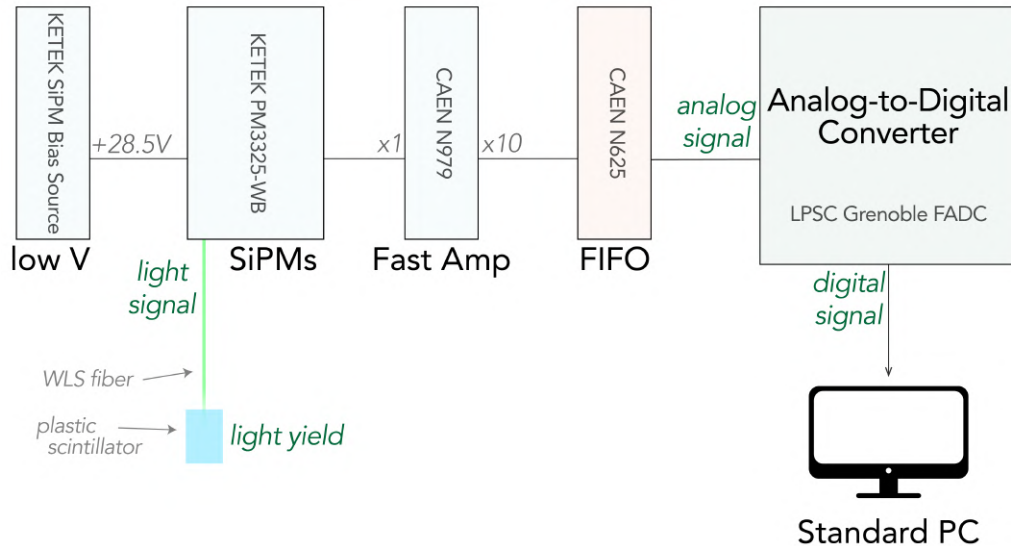 KETEK SiPM Bias Source
+28.5V
low V
KETEK PM3325-WB
SiPMs
x1
CAEN N979
x10
Fast Amp
CAEN N625
FIFO
analog
signal
Analog-to-Digital
Converter
LPSC Grenoble FADC
light
signal
digital
signal
WLS fiber
plastic
scintillator
light yield
Standard PC